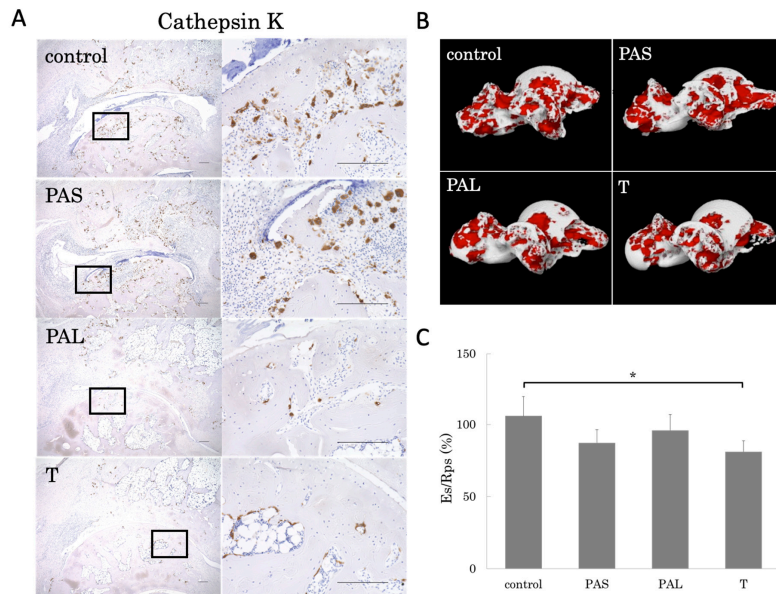 A
Cathepsin K
control
PAS
PAL
T
B
control
PAS
PAL
T
C
150
100
50
0
Es/Rps (%)
*
control
PAS
PAL
T